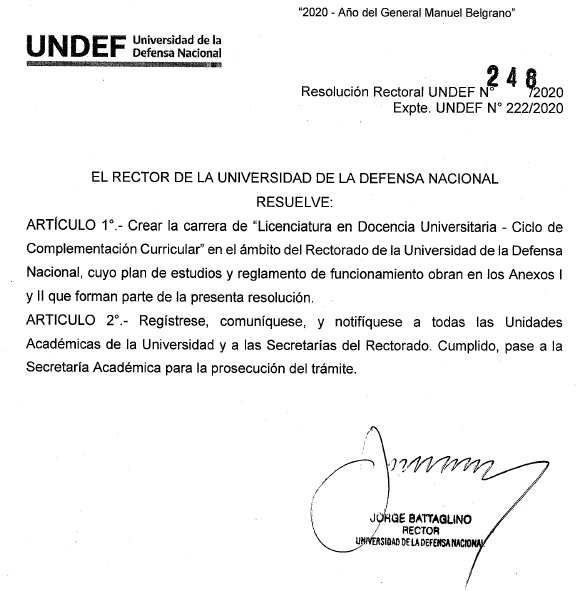 "2020 - Año del General Manuel Belgrano"
UNDEF Universidad de la
Defensa Nacional
248
Resolución Rectoral UNDEF N° /2020
Expte. UNDEF N° 222/2020
EL RECTOR DE LA UNIVERSIDAD DE LA DEFENSA NACIONAL
RESUELVE:
ARTÍCULO 1°.- Crear la carrera de "Licenciatura en Docencia Universitaria - Ciclo de
Complementación Curricular" en el ámbito del Rectorado de la Universidad de la Defensa
Nacional, cuyo plan de estudios y reglamento de funcionamiento obran en los Anexos I
y II que forman parte de la presente resolución.
ARTICULO 2°.- Regístrese, comuníquese, y notifíquese a todas las Unidades
Académicas de la Universidad y a las Secretarías del Rectorado. Cumplido, pase a la
Secretaría Académica para la prosecución del trámite.
JORGE BATTAGLINO
RECTOR
UNIVERSIDAD DE LA DEFENSA NACIONAL